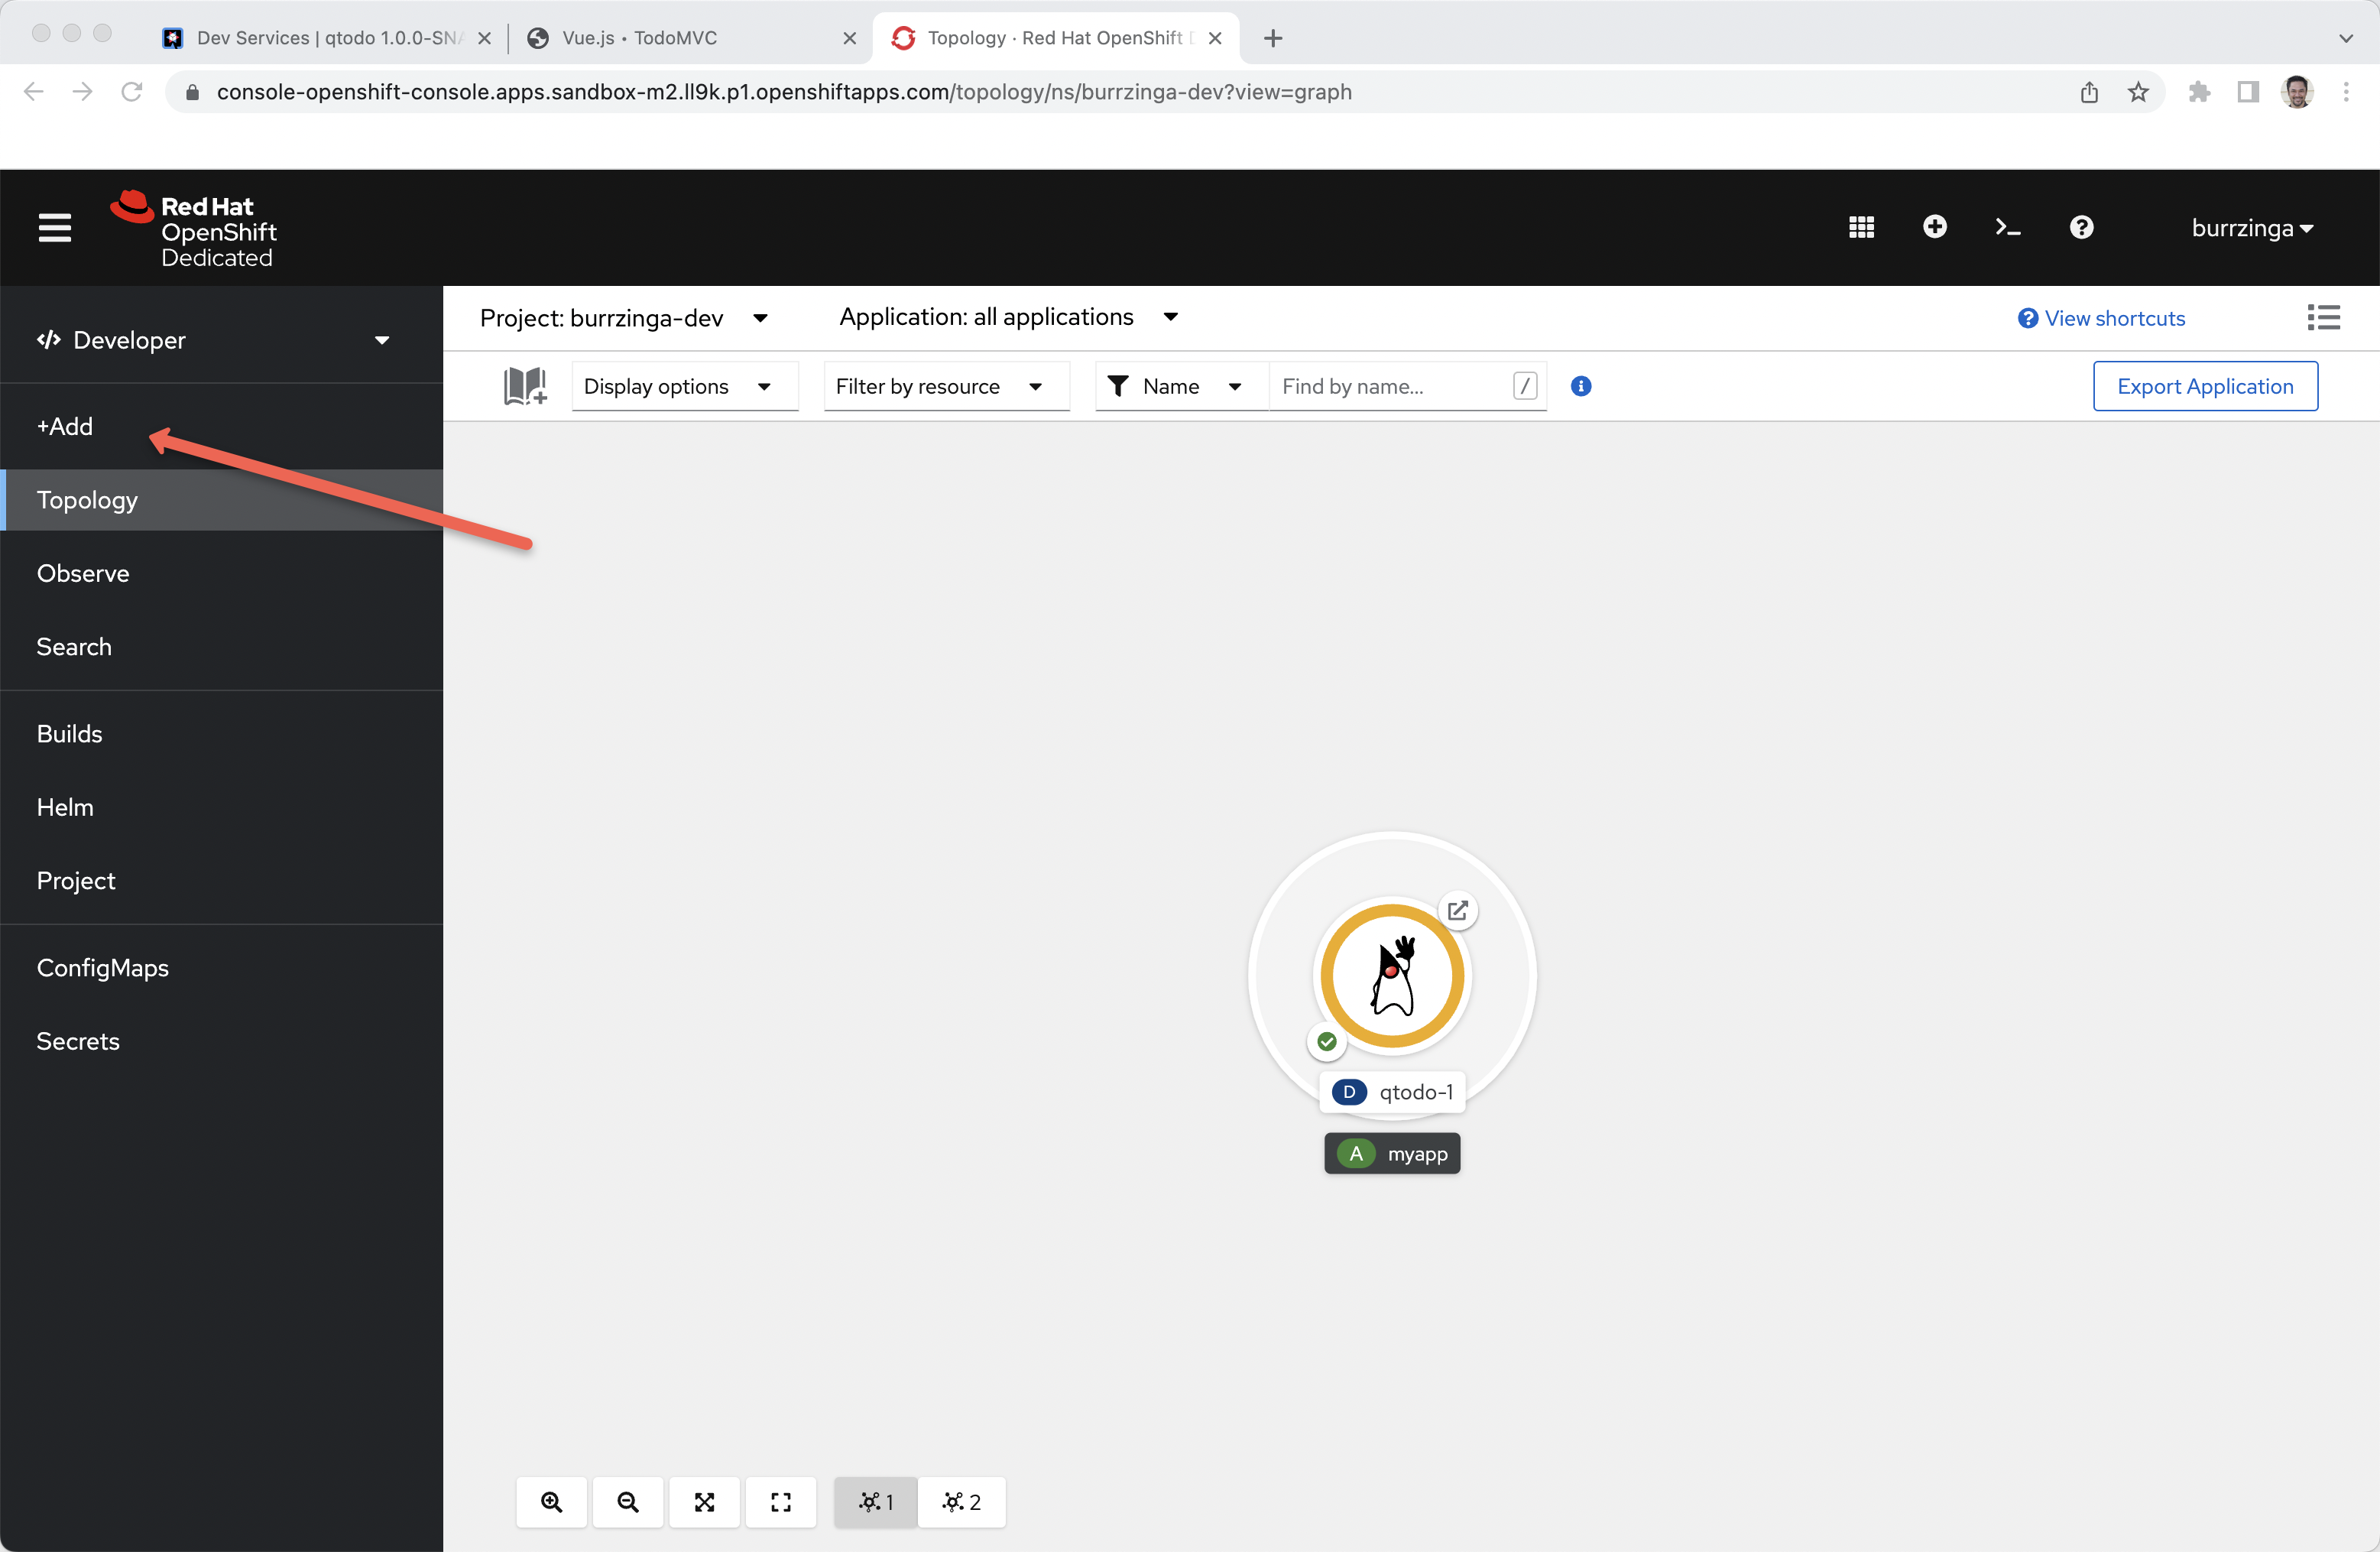 Dev Services | qtodo 1.0.0-SNA
Vue.js • TodoMVC
Topology · Red Hat OpenShift D
console-openshift-console.apps.sandbox-m2.ll9k.p1.openshiftapps.com/topology/ns/burrzinga-dev?view=graph
Red Hat
OpenShift
Dedicated
burrzinga
Developer
Project: burrzinga-dev
Application: all applications
View shortcuts
Display options
Filter by resource
Name
Find by name...
/
Export Application
+Add
Topology
Observe
Search
Builds
Helm
Project
ConfigMaps
Secrets
D qtodo-1
A myapp
1
2